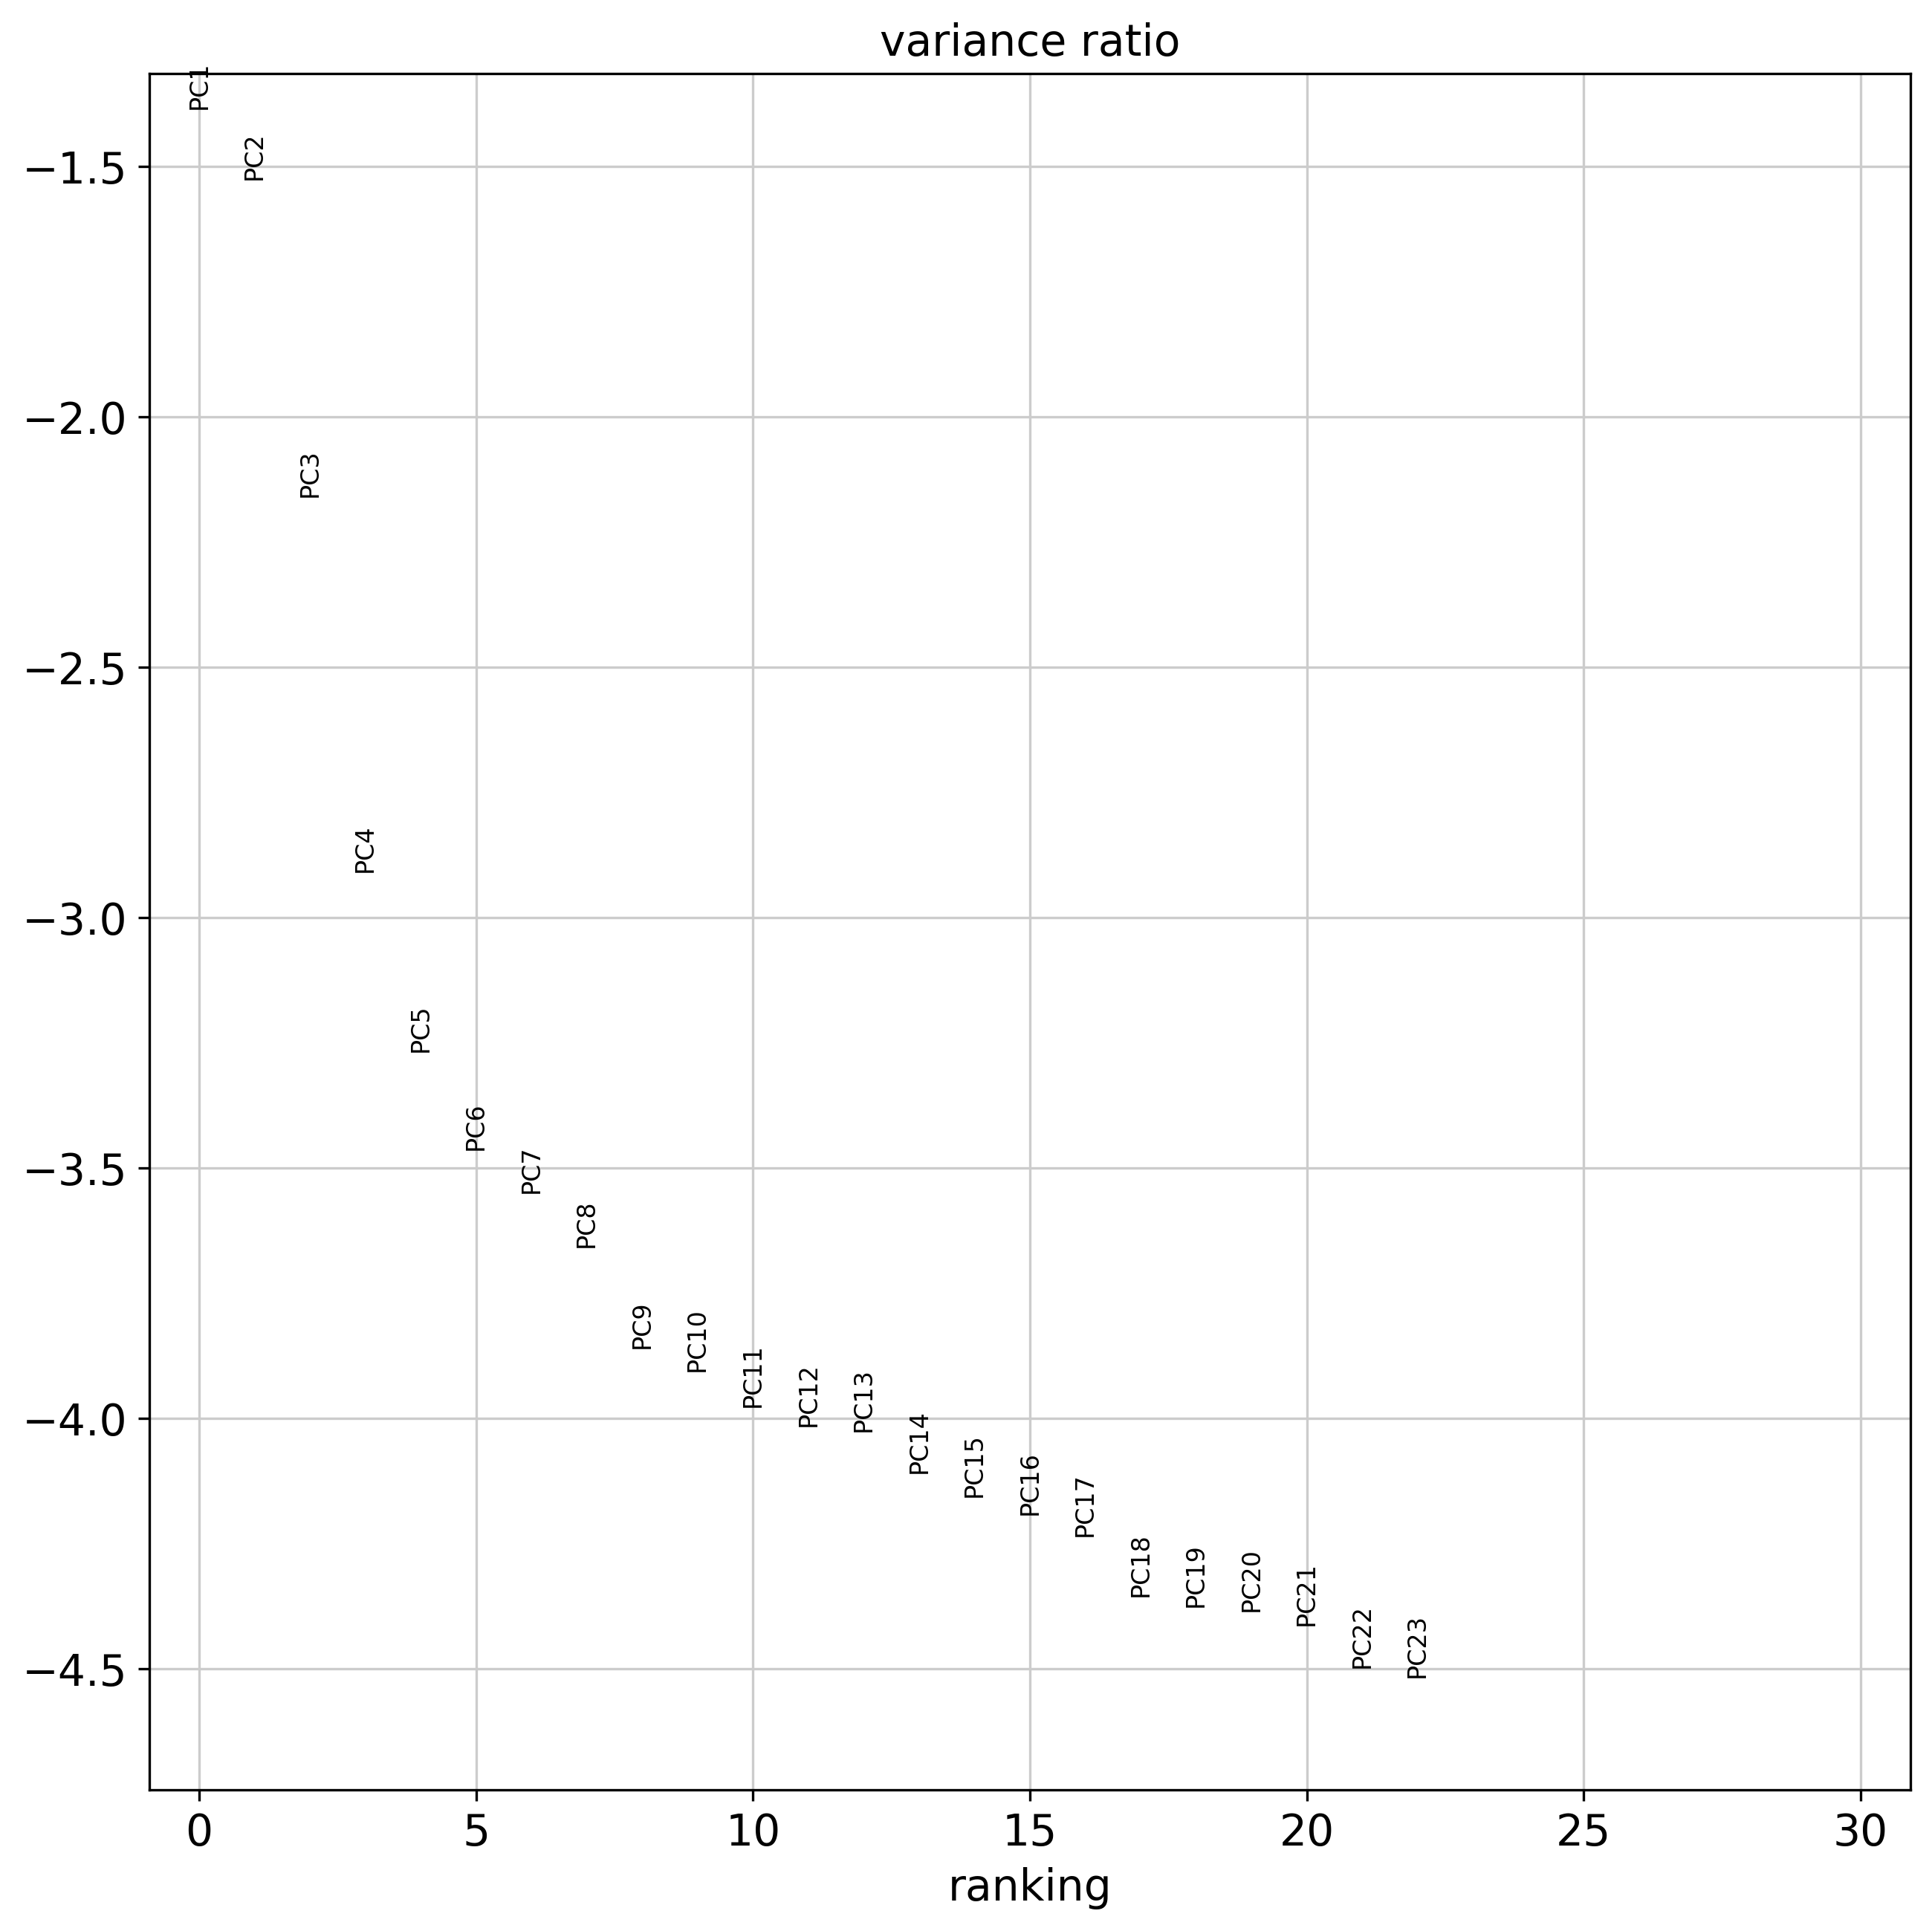 variance ratio
PC1
PC2
−1.5
−2.0
PC3
−2.5
PC4
−3.0
PC5
PC6
−3.5
PC7
PC8
PC9
PC10
PC11
PC12
PC13
−4.0
PC14
PC15
PC16
PC17
PC18
PC19
PC20
PC21
PC22
PC23
−4.5
0 5 10 15 20 25 30
ranking